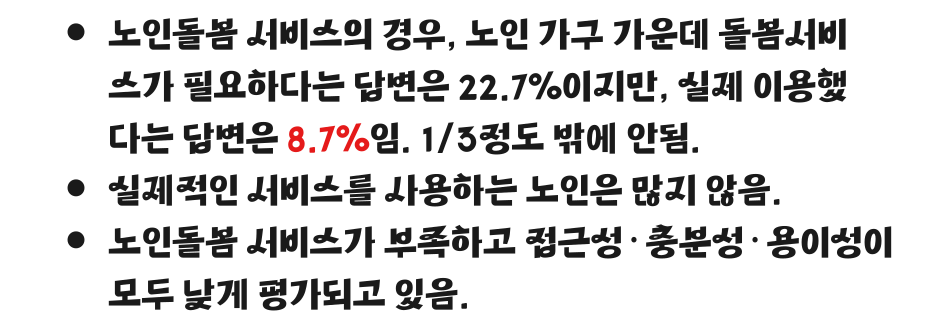 ● 노인돌봄 서비스의 경우, 노인 가구 가운데 돌봄서비
스가 필요하다는 답변은 22.7%이지만, 실제 이용했
다는 답변은 8.7%임. 1/3정도 밖에 안됨.
● 실제적인 서비스를 사용하는 노인은 많지 않음.
● 노인돌봄 서비스가 부족하고 접근성·충분성·용이성이
모두 낮게 평가되고 있음.